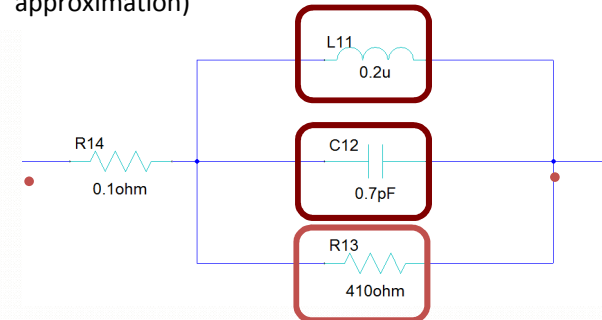 approximation)
L11
0.2u
R14
0.1ohm
C12
0.7pF
R13
410ohm